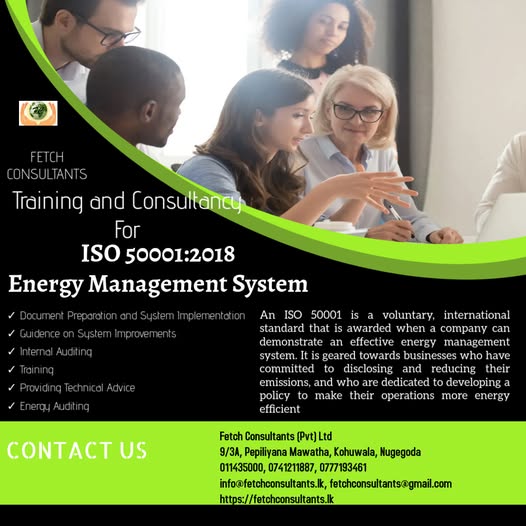 FETCH
CONSULTANTS
Training and Consultancy
For
ISO 50001:2018
Energy Management System
✓ Document Preparation and System Implementation
✓ Guidence on System Improvements
✓ Internal Auditing
✓ Training
✓ Providing Technical Advice
✓ Energy Auditing
An ISO 50001 is a voluntary, international
standard that is awarded when a company can
demonstrate an effective energy management
system. It is geared towards businesses who have
committed to disclosing and reducing their
emissions, and who are dedicated to developing a
policy to make their operations more energy
efficient
CONTACT US
Fetch Consultants (Pvt) Ltd
9/3A, Pepiliyana Mawatha, Kohuwala, Nugegoda
011435000, 0741211887, 0777193461
info@fetchconsultants.lk, fetchconsultants@gmail.com
https://fetchconsultants.lk